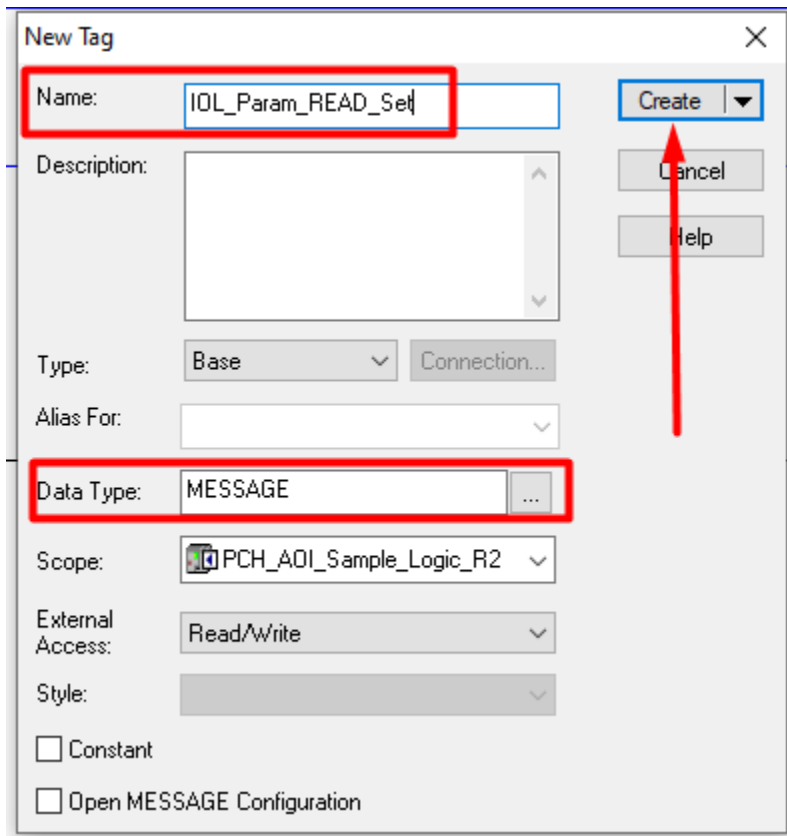 New Tag
Name: IOL_Param_READ_Set
Create
Description:
Cancel
Help
Type: Base Connection...
Alias For:
Data Type: MESSAGE ...
Scope: PCH_AOI_Sample_Logic_R2
External
Access: Read/Write
Style:
Constant
Open MESSAGE Configuration